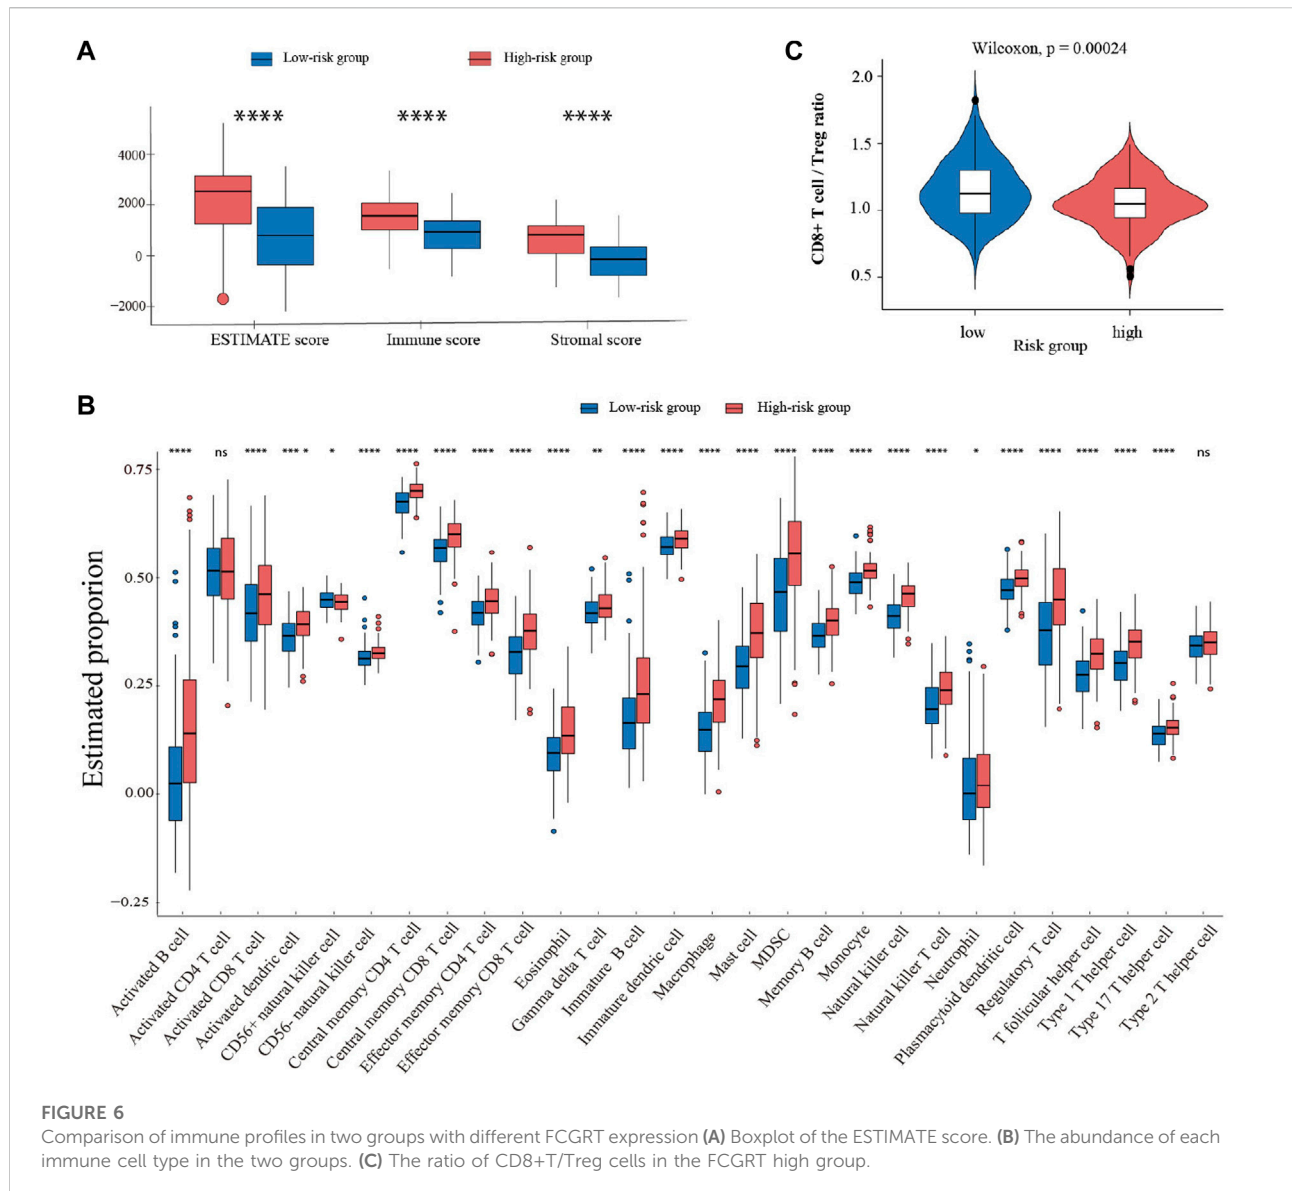 A
Low-risk group
High-risk group
****
****
****
4000
2000
0
−2000
ESTIMATE score
Immune score
Stromal score
C
Wilcoxon, p = 0.00024
CD8+ T cell / Treg ratio
2.0
1.5
1.0
0.5
low
high
Risk group
B
Low-risk group
High-risk group
**** ns **** *** * * **** **** **** **** **** **** ** **** **** **** **** **** **** **** **** **** * **** **** **** **** **** ns
Estimated proporion
0.75
0.50
0.25
0.00
−0.25
Activated B cell
Activated CD4 T cell
Activated CD8 T cell
Activated dendric cell
CD56+ natural killer cell
CD56- natural killer cell
Central memory CD4 T cell
Central memory CD8 T cell
Effector memory CD4 T cell
Effector memory CD8 T cell
Eosinophil
Gamma delta T cell
Immature B cell
Immature dendric cell
Macrophage
Mast cell
MDSC
Memory B cell
Monocyte
Natural killer cell
Natural killer T cell
Neutrophil
Plasmacytoid dendritic cell
Regulatory T cell
T follicular helper cell
Type 1 T helper cell
Type 17 T helper cell
Type 2 T helper cell
FIGURE 6
Comparison of immune profiles in two groups with different FCGRT expression (A) Boxplot of the ESTIMATE score. (B) The abundance of each
immune cell type in the two groups. (C) The ratio of CD8+T/Treg cells in the FCGRT high group.